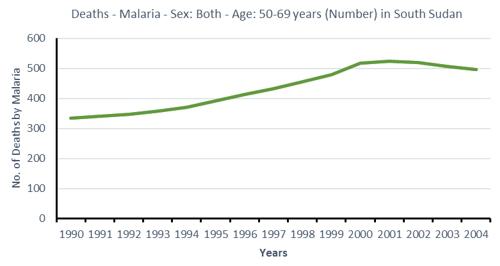 Deaths - Malaria - Sex: Both - Age: 50-69 years (Number) in South Sudan
600
500
400
300
200
100
0
No. of Deaths by Malaria
1990 1991 1992 1993 1994 1995 1996 1997 1998 1999 2000 2001 2002 2003 2004
Years